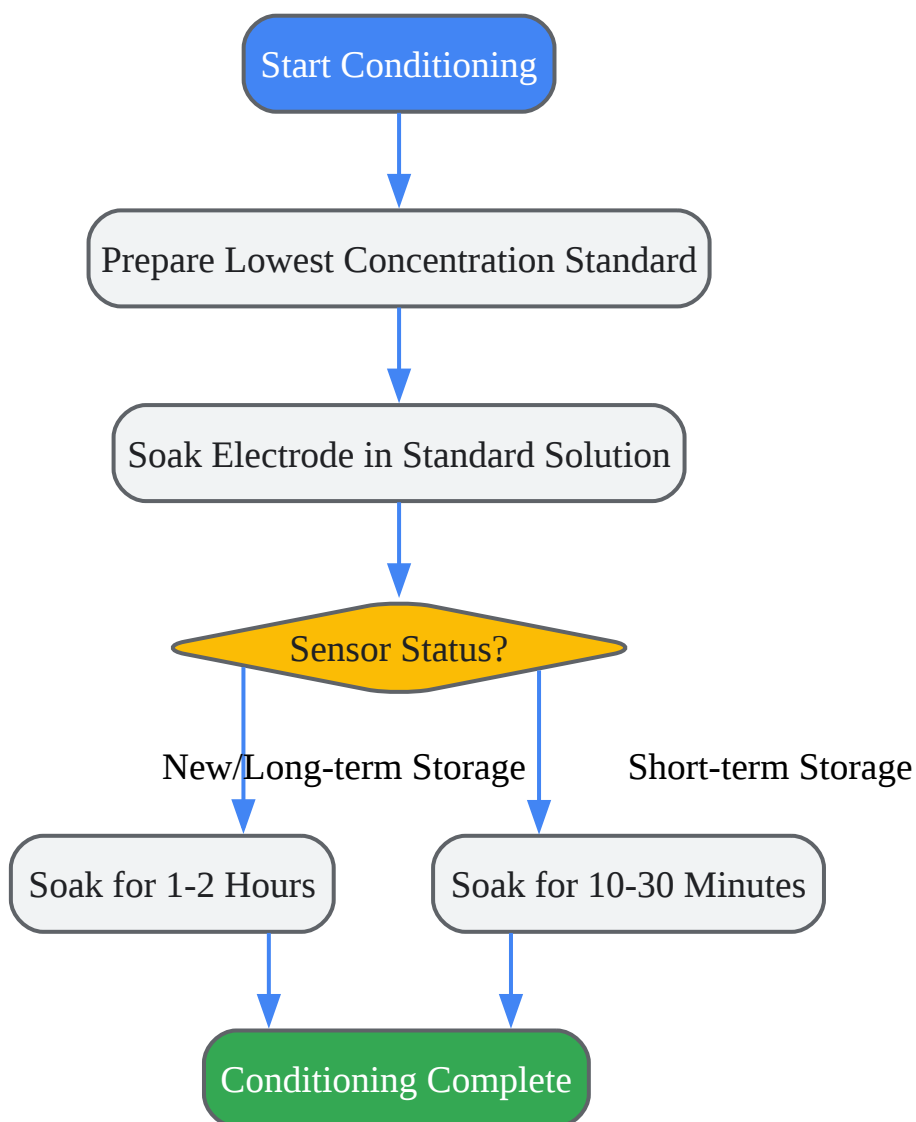 Start Conditioning
Prepare Lowest Concentration Standard
Soak Electrode in Standard Solution
Sensor Status?
New/Long-term Storage
Short-term Storage
Soak for 1-2 Hours
Soak for 10-30 Minutes
Conditioning Complete